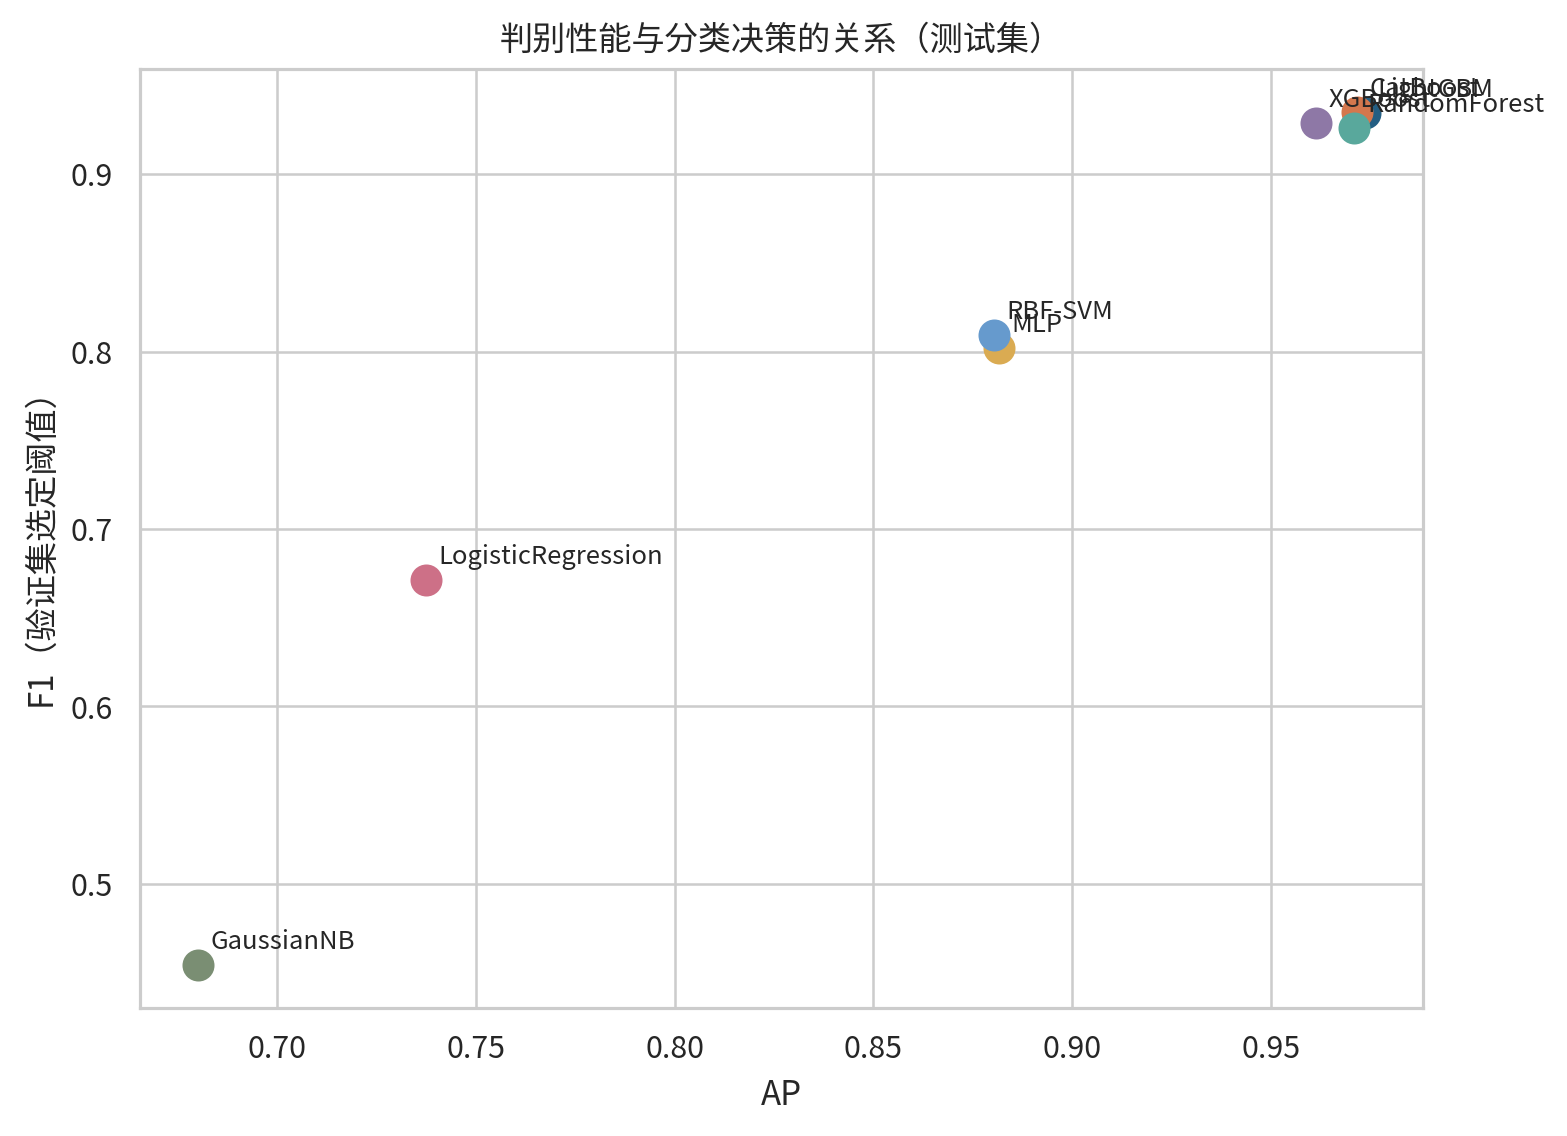 判别性能与分类决策的关系（测试集）
CatBoost
LightGBM
XGBoost
RandomForest
0.9
RBF-SVM
MLP
0.8
0.7
LogisticRegression
0.6
0.5
GaussianNB
F1（验证集选定阈值）
0.70 0.75 0.80 0.85 0.90 0.95
AP